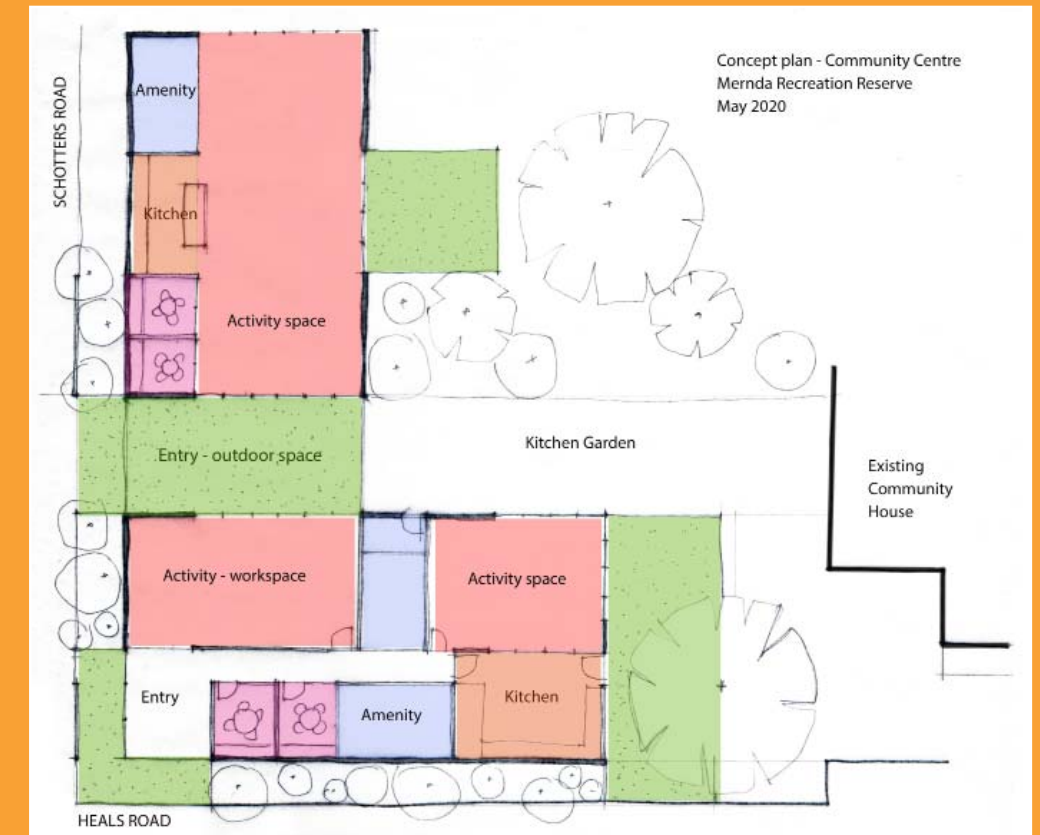 Concept plan - Community Centre
Mernda Recreation Reserve
May 2020
SCHOTTERS ROAD
Amenity
Kitchen
Activity space
Entry - outdoor space
Kitchen Garden
Existing
Community
House
Activity - workspace
Activity space
Entry
Amenity
Kitchen
HEALS ROAD